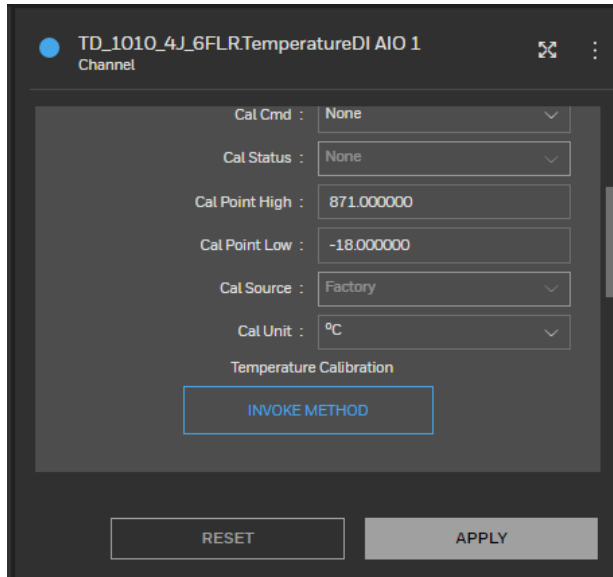 TD_1010_4J_6FLR.TemperatureDI AIO 1
Channel
Cal Cmd : None
Cal Status : None
Cal Point High : 871.000000
Cal Point Low : -18.000000
Cal Source : Factory
Cal Unit : ºC
Temperature Calibration
INVOKE METHOD
RESET APPLY